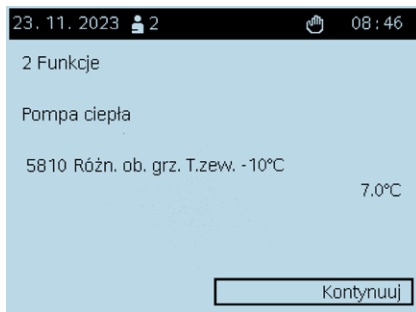 23. 11. 2023 2 08:46
2 Funkcje
Pompa ciepła
5810 Różn. ob. grz. T.zew. -10°C
7.0°C
Kontynuuj